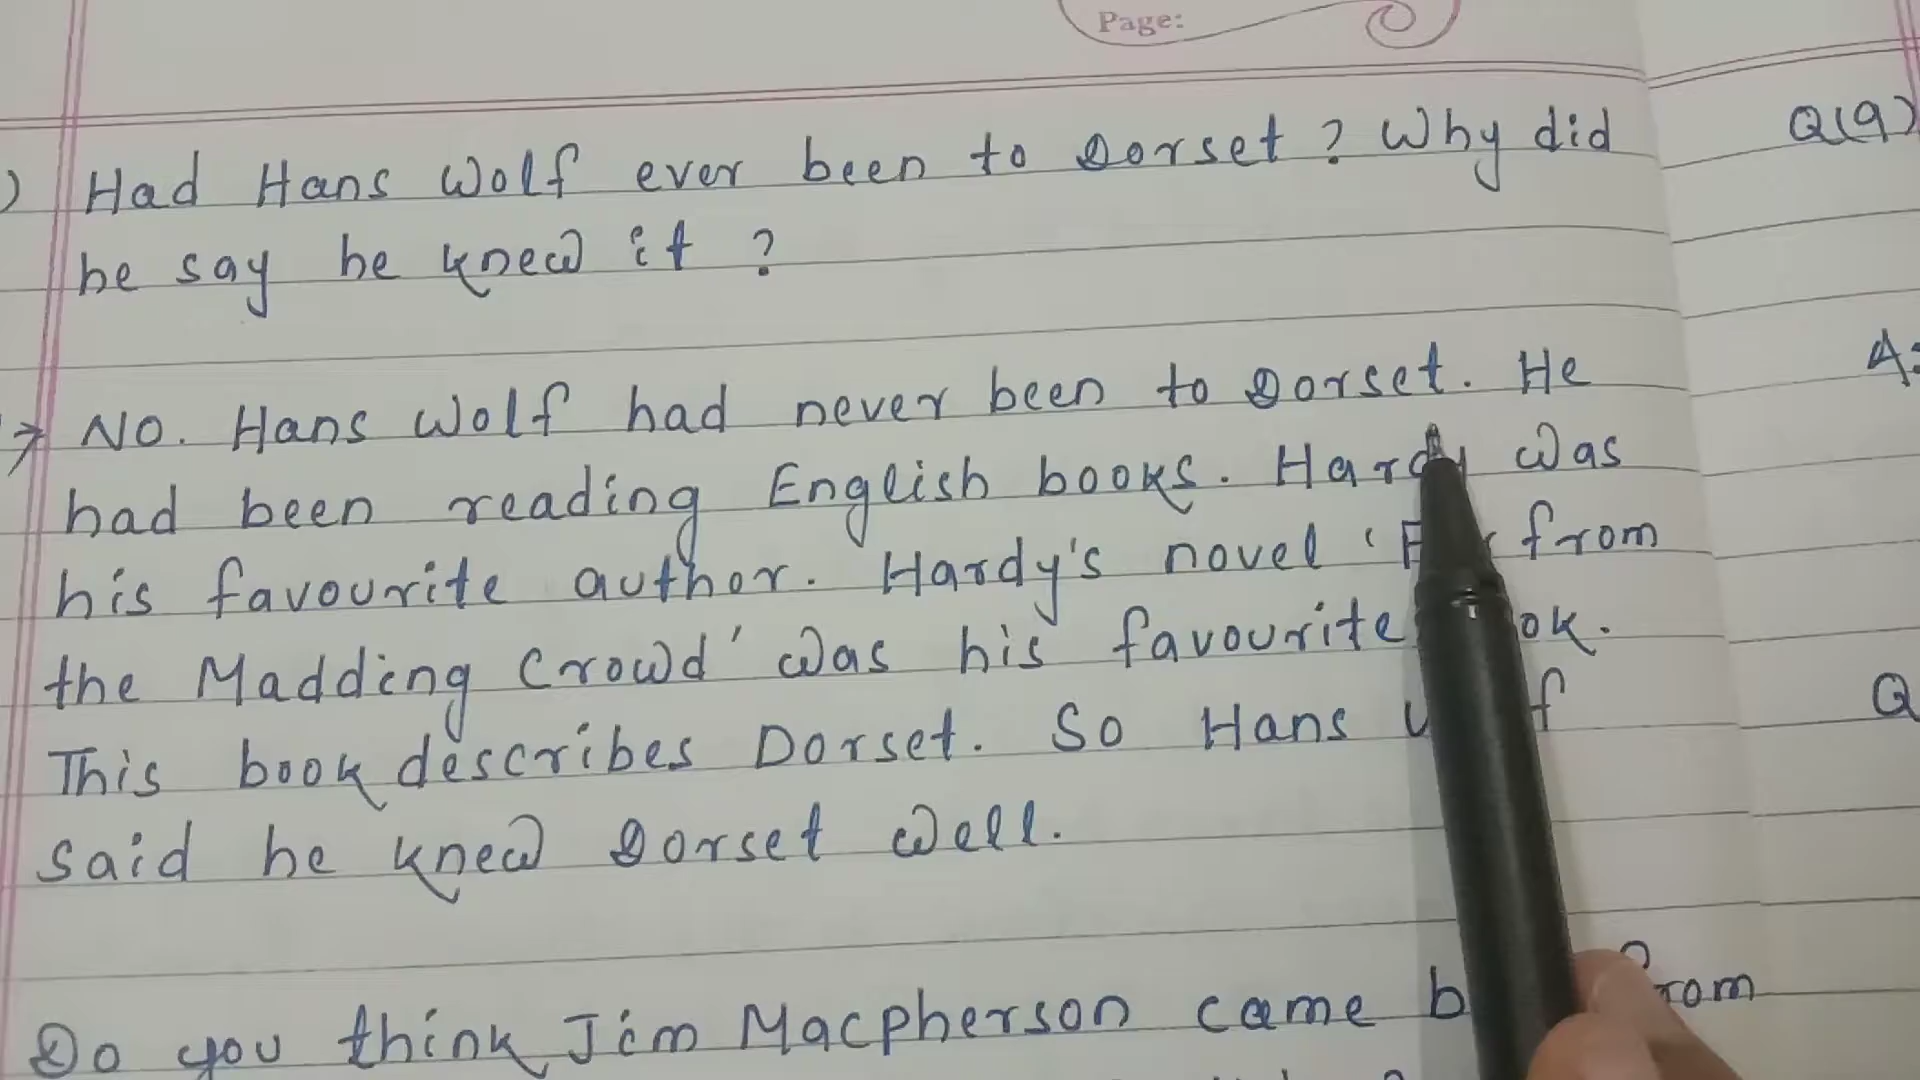 Page:
) Had Hans Wolf ever been to Dorset? Why did
he say he knew it ?
No. Hans Wolf had never been to Dorset. He
had been reading English books. Hardy was
his favourite author. Hardy's novel ' from
the Madding Crowd' was his favourite
This book describes Dorset. So Hans
said he knew Dorset well.
Do you think Jim Macpherson came from
Q(9)
A:
Q